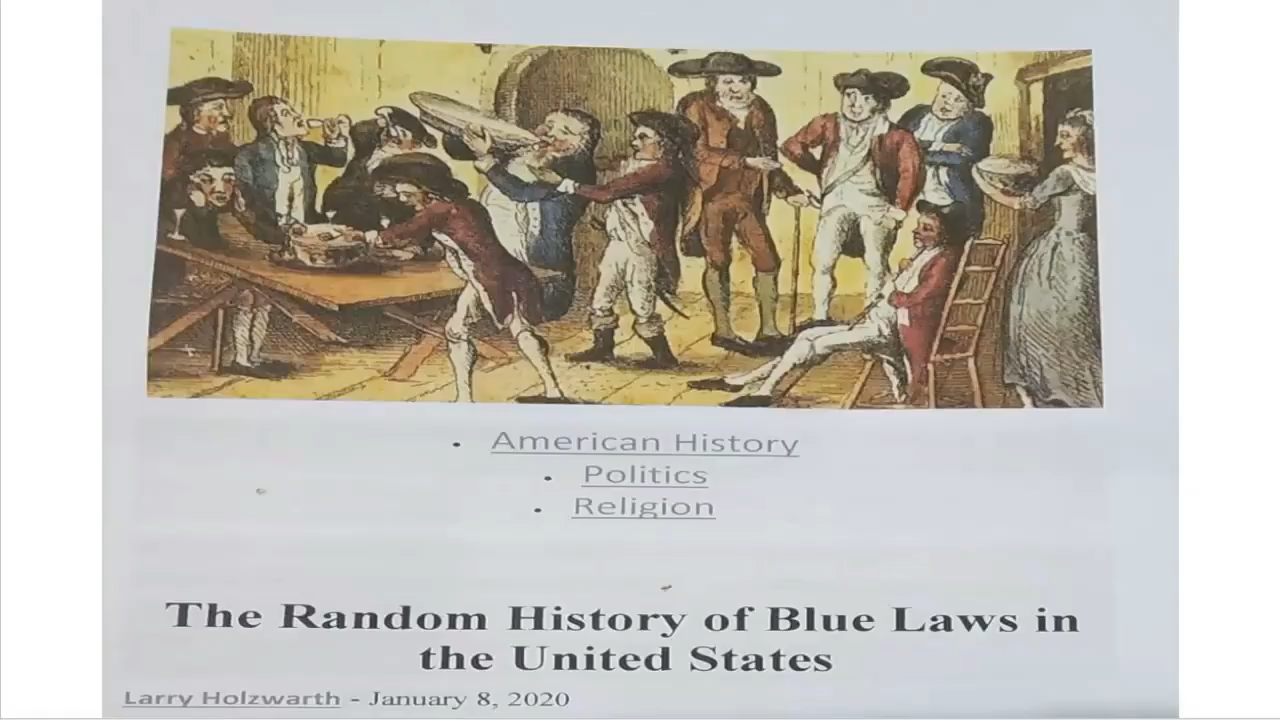 American History
Politics
Religion
The Random History of Blue Laws in
the United States
Larry Holzwarth - January 8, 2020